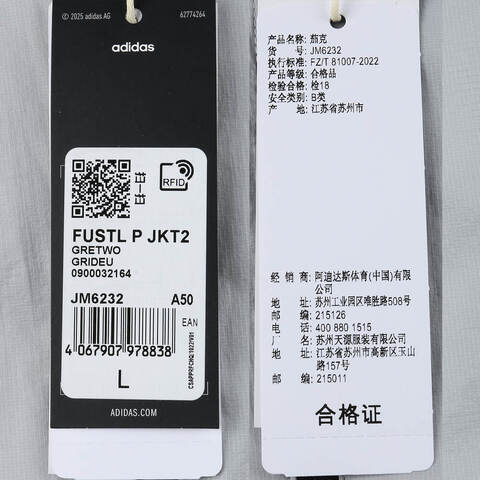 © 2025 adidas AG
62774264
adidas
RFID
FUSTL P JKT2
GRETWO
GRIDEU
0900032164
JM6232 A50
EAN
4 067907 978838
L
ADIDAS.COM
产品名称: 茄克
货 号: JM6232
执行标准: FZ/T 81007-2022
产品等级: 合格品
检验合格: 检18
安全类别: B类
产 地: 江苏省苏州市
经 销 商: 阿迪达斯体育(中国)有限
公司
地 址: 苏州工业园区唯胜路508号
邮 编: 215126
电 话: 400 880 1515
厂 名: 苏州天源服装有限公司
地 址: 江苏省苏州市高新区玉山
路157号
邮 编: 215011
合格证